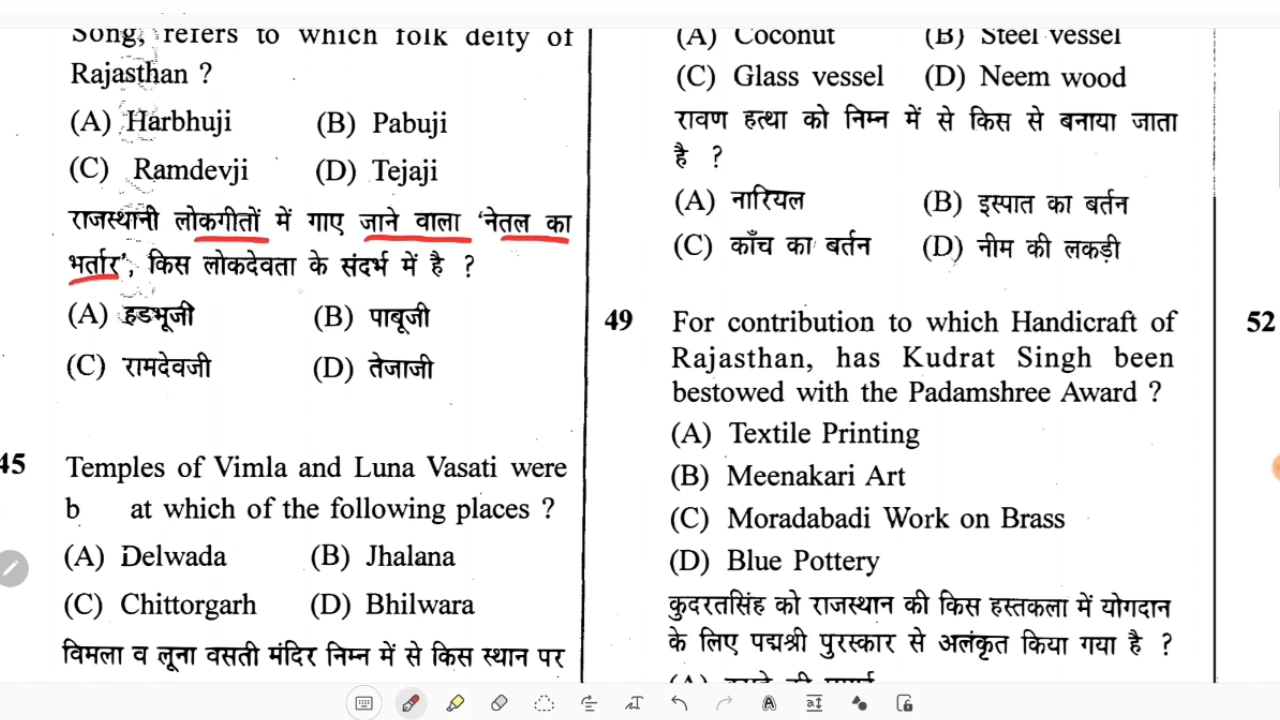 Song, refers to which folk deity of
Rajasthan ?
(A) Harbhuji (B) Pabuji
(C) Ramdevji (D) Tejaji
राजस्थानी लोकगीतों में गाए जाने वाला ‘नेतल का
भर्तार’, किस लोकदेवता के संदर्भ में है ?
(A) हडभूजी (B) पाबूजी
(C) रामदेवजी (D) तेजाजी
45 Temples of Vimla and Luna Vasati were
b at which of the following places ?
(A) Delwada (B) Jhalana
(C) Chittorgarh (D) Bhilwara
विमला व लूना वसती मंदिर निम्न में से किस स्थान पर
(A) Coconut (B) Steel vessel
(C) Glass vessel (D) Neem wood
रावण हत्था को निम्न में से किस से बनाया जाता
है ?
(A) नारियल (B) इस्पात का बर्तन
(C) काँच का बर्तन (D) नीम की लकड़ी
49 For contribution to which Handicraft of
Rajasthan, has Kudrat Singh been
bestowed with the Padamshree Award ?
(A) Textile Printing
(B) Meenakari Art
(C) Moradabadi Work on Brass
(D) Blue Pottery
कुदरतसिंह को राजस्थान की किस हस्तकला में योगदान
के लिए पद्मश्री पुरस्कार से अलंकृत किया गया है ?
52